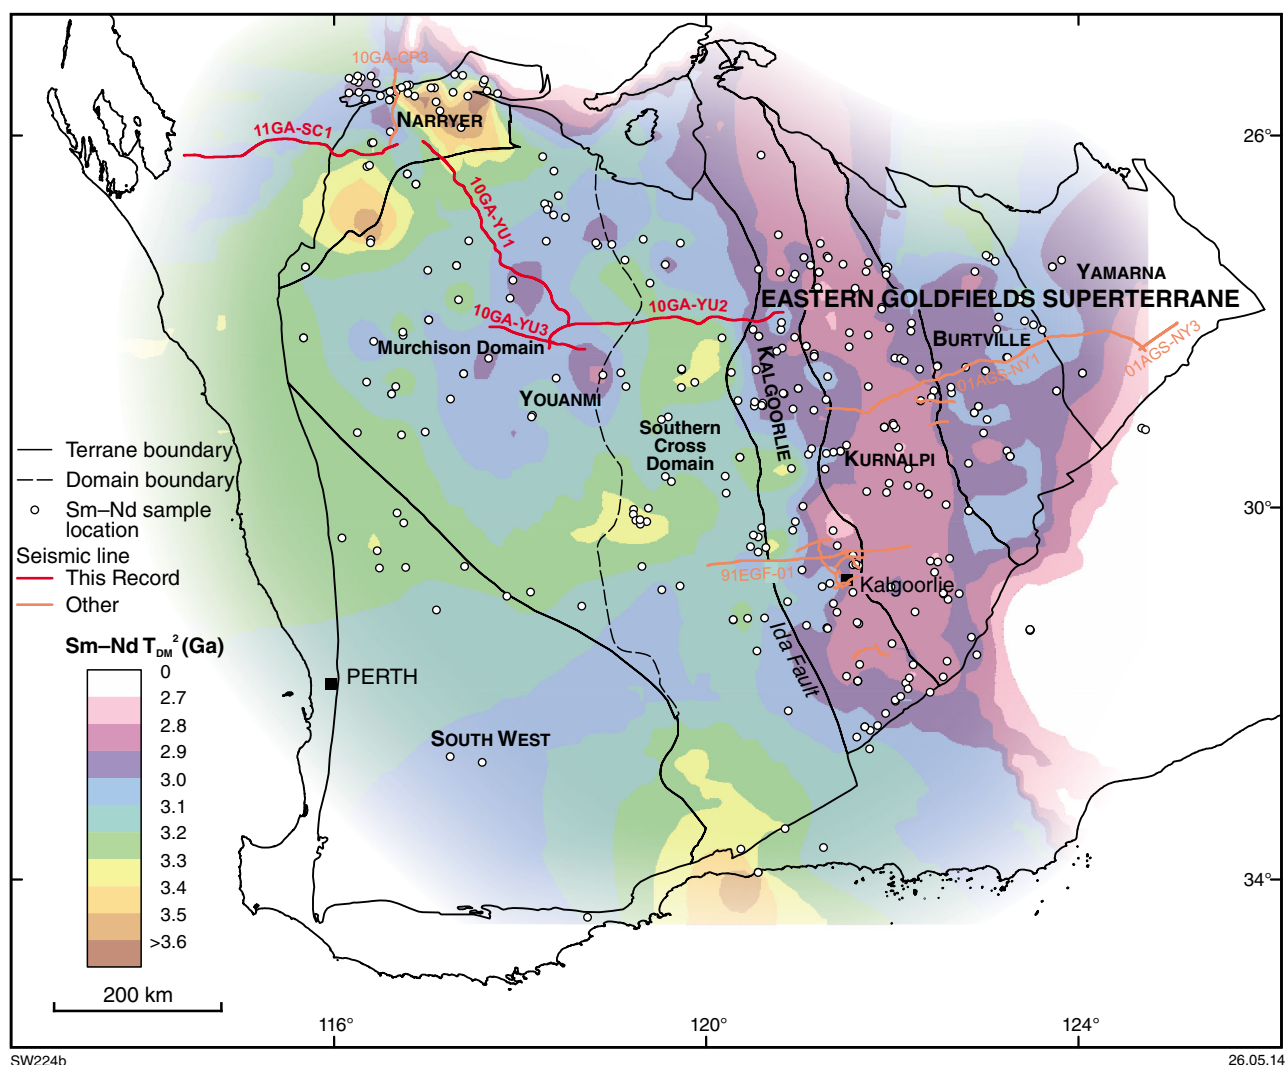 10GA-CP3
NARRYER
11GA-SC1
26°
10GA-YU1
YAMARNA
EASTERN GOLDFIELDS SUPERTERRANE
10GA-YU2
10GA-YU3
BURTVILLE
01AGS-NY3
Murchison Domain
KALGOORLIE
01AGS-NY1
YOUANMI
Southern
Cross
Domain
KURNALPI
Terrane boundary
Domain boundary
Sm–Nd sample
location
Seismic line
This Record
Other
30°
91EGF-01
Kalgoorlie
Ida Fault
Sm–Nd TDM2 (Ga)
0
2.7
2.8
2.9
3.0
3.1
3.2
3.3
3.4
3.5
>3.6
PERTH
SOUTH WEST
34°
200 km
116°
120°
124°
SW224b
26.05.14